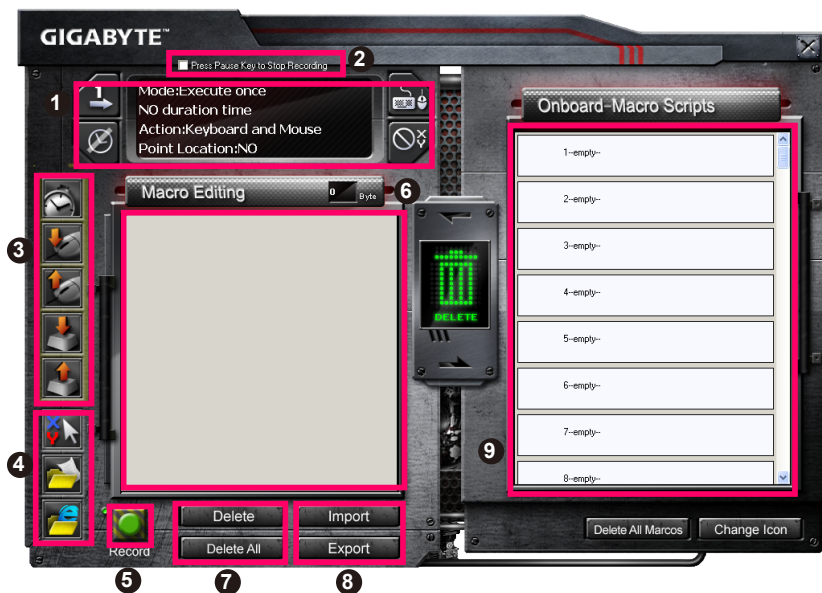 GIGABYTE™
2
Press Pause Key to Stop Recording
1
1
Mode:Execute once
NO duration time
Action:Keyboard and Mouse
Point Location:NO
X
Y
Onboard-Macro Scripts
Macro Editing
0
Byte
6
1--empty--
2--empty--
3--empty--
4--empty--
5--empty--
6--empty--
7--empty--
8--empty--
3
DELETE
X
Y
4
9
Record
Delete
Delete All
Import
Export
Delete All Marcos
Change Icon
5
7
8